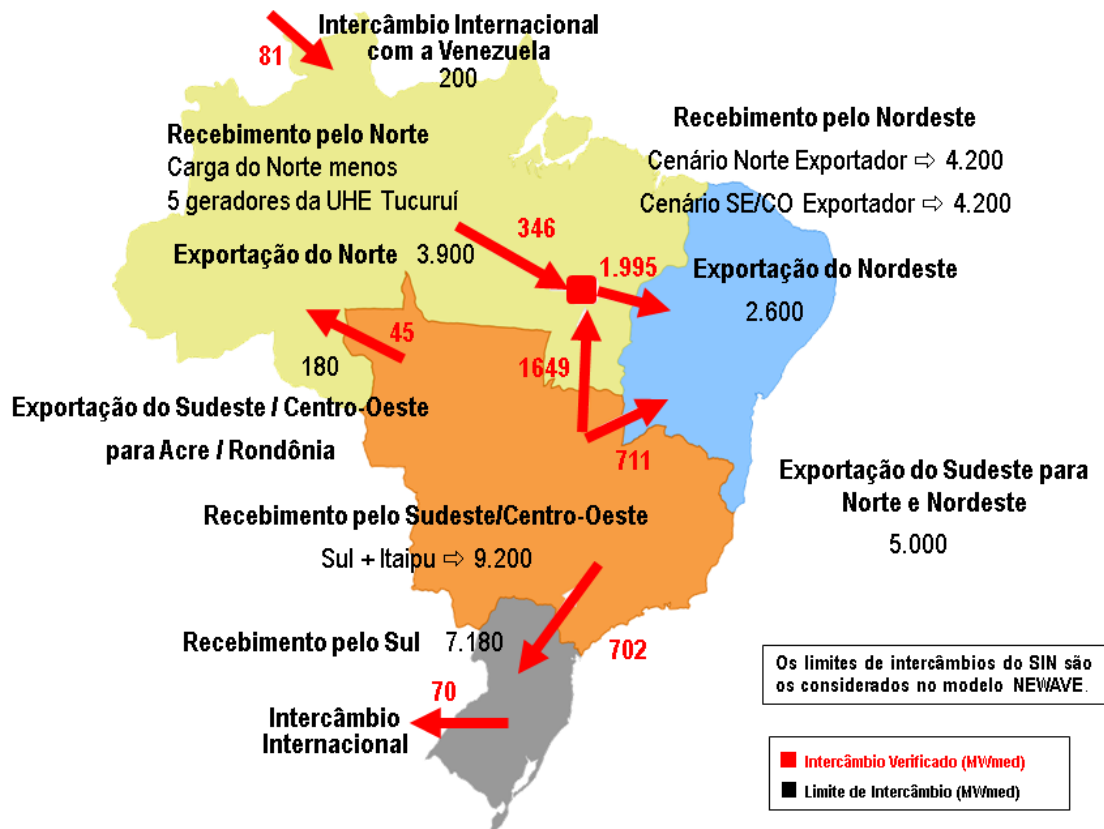 Intercâmbio Internacional
com a Venezuela
200
81
Recebimento pelo Norte
Carga do Norte menos
5 geradores da UHE Tucuruí
Recebimento pelo Nordeste
Cenário Norte Exportador ⇨ 4.200
Cenário SE/CO Exportador ⇨ 4.200
346
Exportação do Norte 3.900
1.995
Exportação do Nordeste
2.600
45
180
1649
Exportação do Sudeste / Centro-Oeste
para Acre / Rondônia
711
Exportação do Sudeste para
Norte e Nordeste
5.000
Recebimento pelo Sudeste/Centro-Oeste
Sul + Itaipu ⇨ 9.200
Recebimento pelo Sul 7.180
702
70
Intercâmbio
Internacional
Os limites de intercâmbios do SIN são
os considerados no modelo NEWAVE.
Intercâmbio Verificado (MWmed)
Limite de Intercâmbio (MWmed)